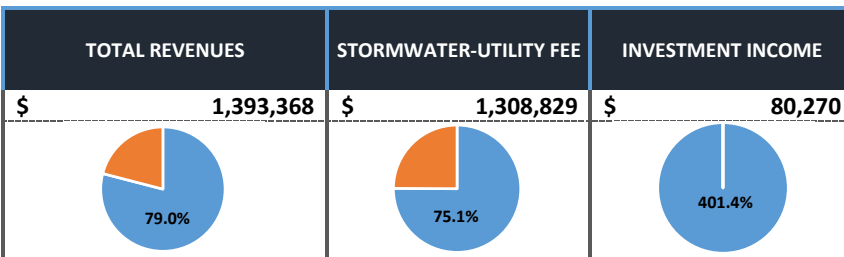 TOTAL REVENUES STORMWATER-UTILITY FEE INVESTMENT INCOME
$ 1,393,368 $ 1,308,829 $ 80,270
79.0% 75.1% 401.4%